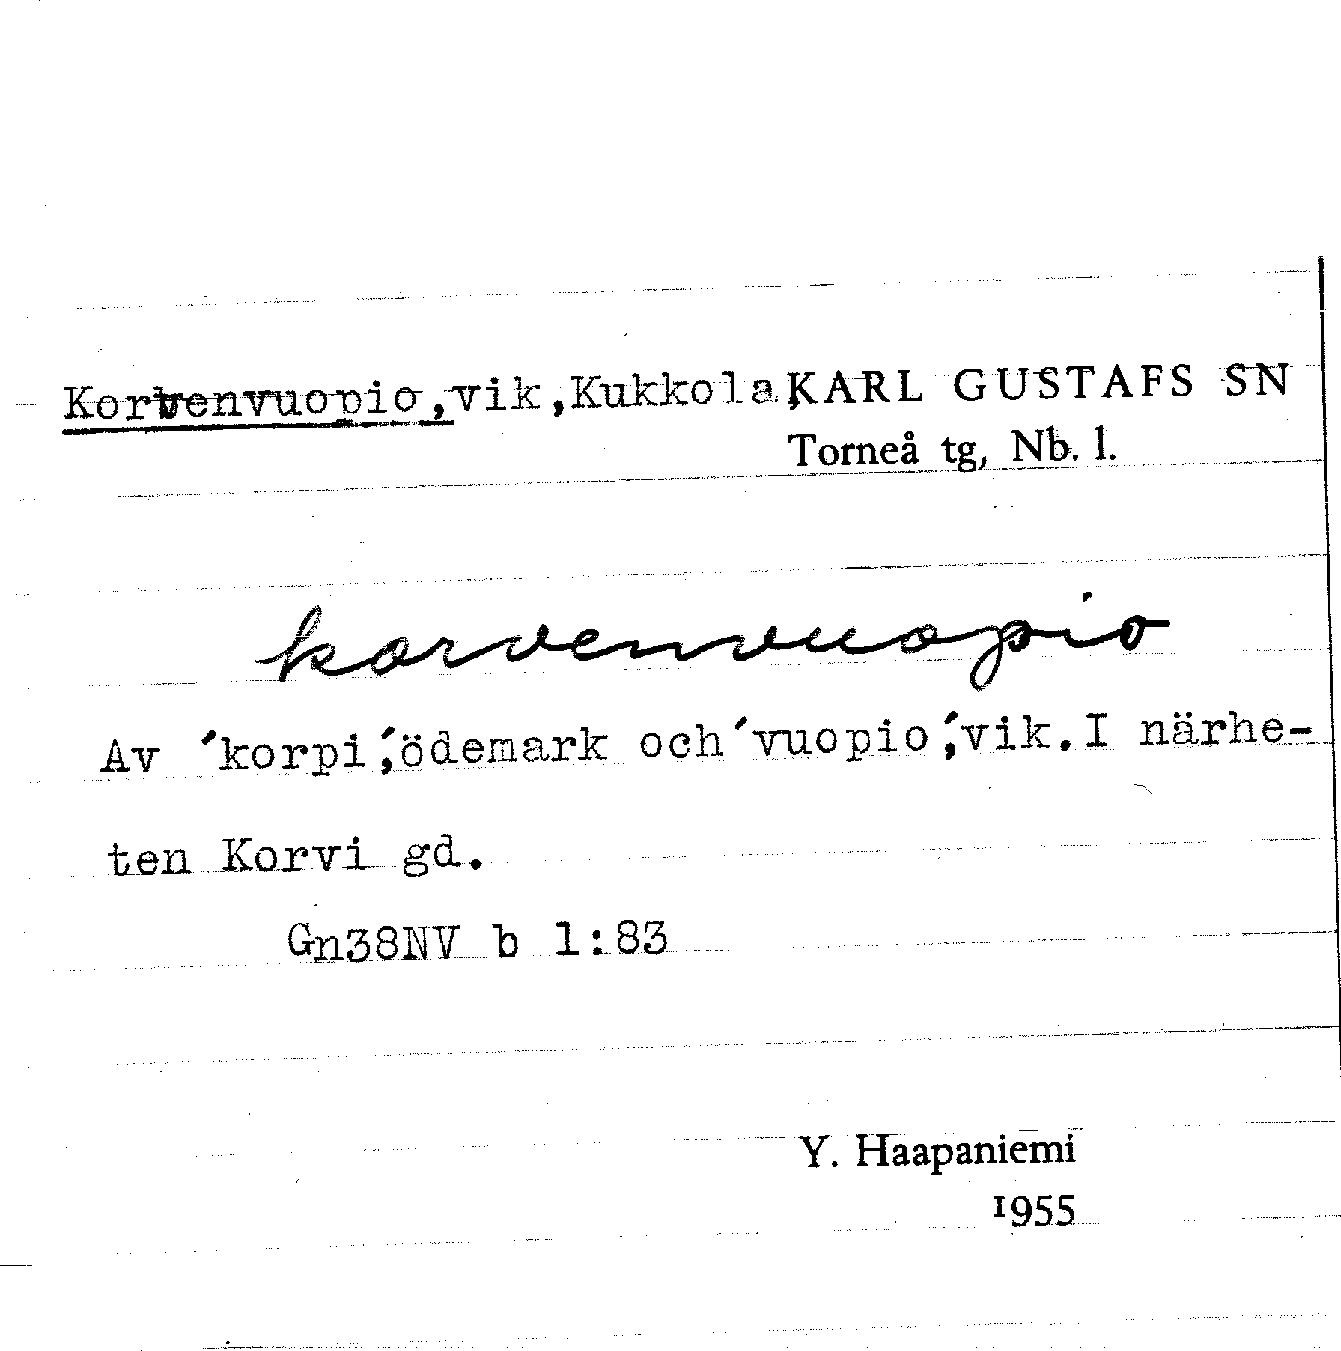 Korvenvuopio, vik, Kukkola, KARL GUSTAFS SN
Torneå tg, Nb. l.
korvenvuopio
Av ´korpi´, ödemark och ´vuopio´, vik. I närhe-
ten Korvi gd.
Gn38NV b 1:83
Y. Haapaniemi
1955